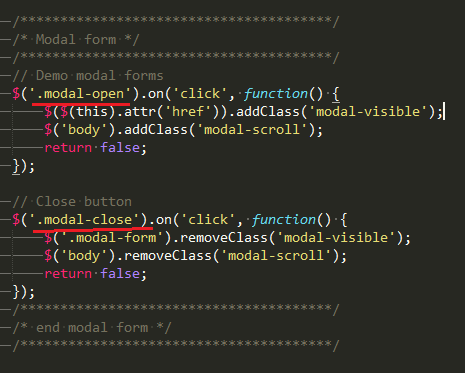 /***************************************/
/* Modal form */
/***************************************/
// Demo modal forms
$('.modal-open').on('click', function() {
$($(this).attr('href')).addClass('modal-visible');
$('body').addClass('modal-scroll');
return false;
});
// Close button
$('.modal-close').on('click', function() {
$('.modal-form').removeClass('modal-visible');
$('body').removeClass('modal-scroll');
return false;
});
/***************************************/
/* end modal form */
/***************************************/